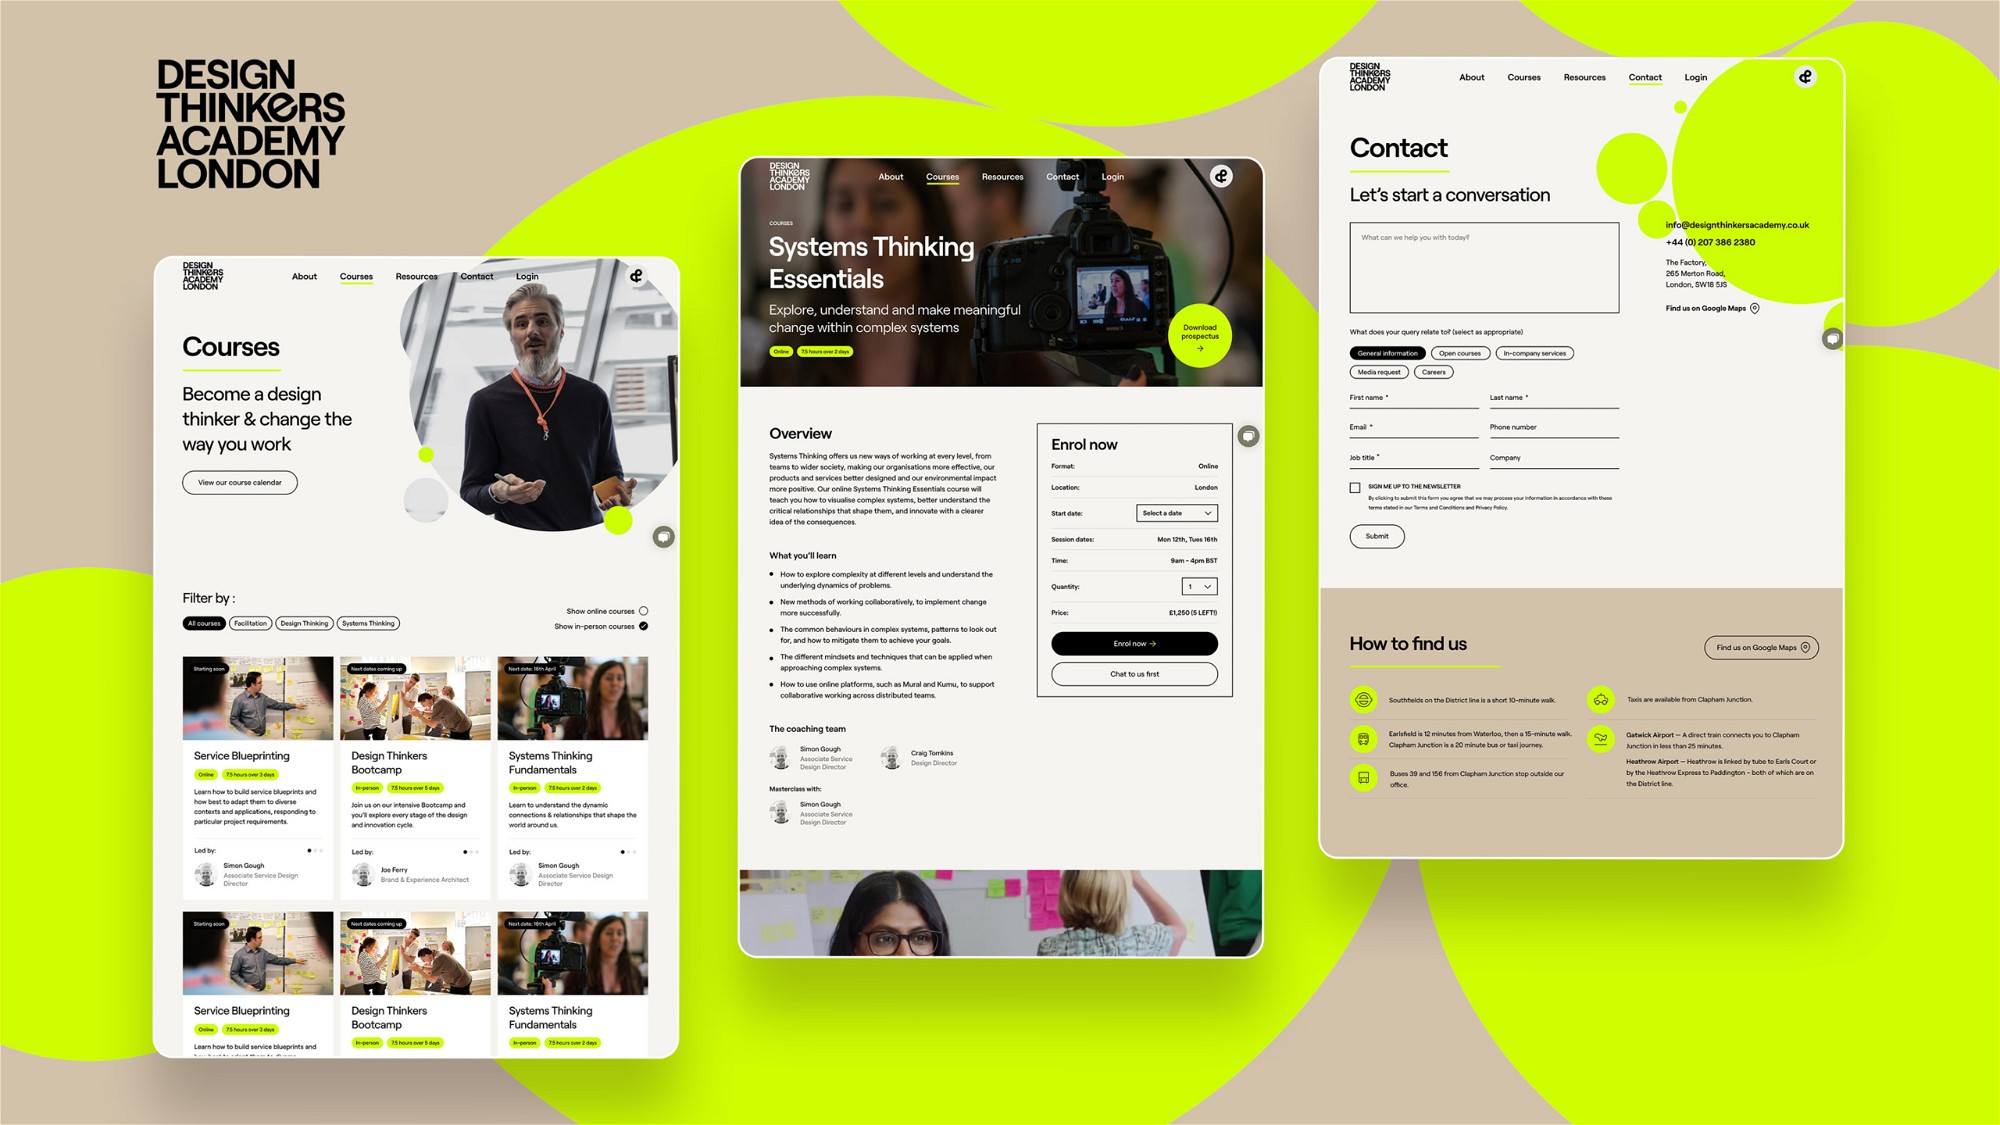 DESIGN
THINKERS
ACADEMY
LONDON
DESIGN
THINKERS
ACADEMY
LONDON
About
Courses
Resources
Contact
Login
Courses
Become a design
thinker & change the
way you work
View our course calendar
Filter by :
All courses
Facilitation
Design Thinking
Systems Thinking
Show online courses
Show in-person courses
Starting soon
Service Blueprinting
Online
7.5 hours over 3 days
Learn how to build service blueprints and
how best to adapt them to diverse
contexts and applications, responding to
particular project requirements.
Led by:
Simon Gough
Associate Service Design
Director
Next dates coming up
Design Thinkers
Bootcamp
In-person
7.5 hours over 5 days
Join us on our intensive Bootcamp and
you'll explore every stage of the design
and innovation cycle.
Led by:
Joe Ferry
Brand & Experience Architect
Next date: 16th April
Systems Thinking
Fundamentals
In-person
7.5 hours over 2 days
Learn to understand the dynamic
connections & relationships that shape the
world around us.
Led by:
Simon Gough
Associate Service Design
Director
Starting soon
Service Blueprinting
Online
7.5 hours over 3 days
Learn how to build service blueprints and
Next dates coming up
Design Thinkers
Bootcamp
In-person
7.5 hours over 5 days
Next date: 16th April
Systems Thinking
Fundamentals
In-person
7.5 hours over 2 days
DESIGN
THINKERS
ACADEMY
LONDON
About
Courses
Resources
Contact
Login
COURSES
Systems Thinking
Essentials
Explore, understand and make meaningful
change within complex systems
Online
7.5 hours over 2 days
Download
prospectus
Overview
Systems Thinking offers us new ways of working at every level, from
teams to wider society, making our organisations more effective, our
products and services better designed and our environmental impact
more positive. Our online Systems Thinking Essentials course will
teach you how to visualise complex systems, better understand the
critical relationships that shape them, and innovate with a clearer
idea of the consequences.
What you'll learn
How to explore complexity at different levels and understand the
underlying dynamics of problems.
New methods of working collaboratively, to implement change
more successfully.
The common behaviours in complex systems, patterns to look out
for, and how to mitigate them to achieve your goals.
The different mindsets and techniques that can be applied when
approaching complex systems.
How to use online platforms, such as Mural and Kumu, to support
collaborative working across distributed teams.
The coaching team
Simon Gough
Associate Service
Design Director
Craig Tomkins
Design Director
Masterclass with:
Simon Gough
Associate Service
Design Director
Enrol now
Format: Online
Location: London
Start date: Select a date
Session dates: Mon 12th, Tues 16th
Time: 9am – 4pm BST
Quantity: 1
Price: £1,250 (5 LEFT!)
Enrol now →
Chat to us first
DESIGN
THINKERS
ACADEMY
LONDON
About
Courses
Resources
Contact
Login
Contact
Let's start a conversation
What can we help you with today?
info@designthinkersacademy.co.uk
+44 (0) 207 386 2380
The Factory,
265 Merton Road,
London, SW18 5JS
Find us on Google Maps
What does your query relate to? (select as appropriate)
General information
Open courses
In-company services
Media request
Careers
First name *
Last name *
Email *
Phone number
Job title *
Company
SIGN ME UP TO THE NEWSLETTER
By clicking to submit this form you agree that we may process your information in accordance with these
terms stated in our Terms and Conditions and Privacy Policy.
Submit
How to find us
Find us on Google Maps
Southfields on the District line is a short 10-minute walk.
Earlsfield is 12 minutes from Waterloo, then a 15-minute walk.
Clapham Junction is a 20 minute bus or taxi journey.
Buses 39 and 156 from Clapham Junction stop outside our
office.
Taxis are available from Clapham Junction.
Gatwick Airport — A direct train connects you to Clapham
Junction in less than 25 minutes.
Heathrow Airport — Heathrow is linked by tube to Earls Court or
by the Heathrow Express to Paddington – both of which are on
the District line.